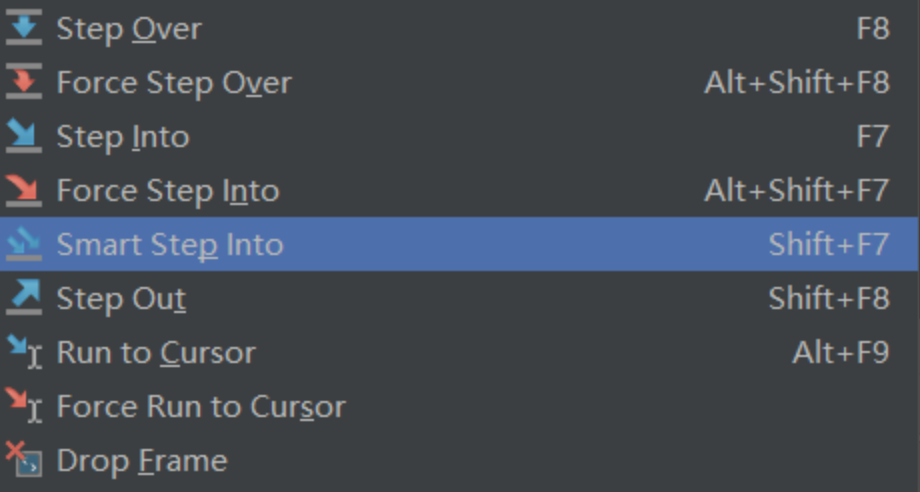 Step Over F8
Force Step Over Alt+Shift+F8
Step Into F7
Force Step Into Alt+Shift+F7
Smart Step Into Shift+F7
Step Out Shift+F8
Run to Cursor Alt+F9
Force Run to Cursor
Drop Frame